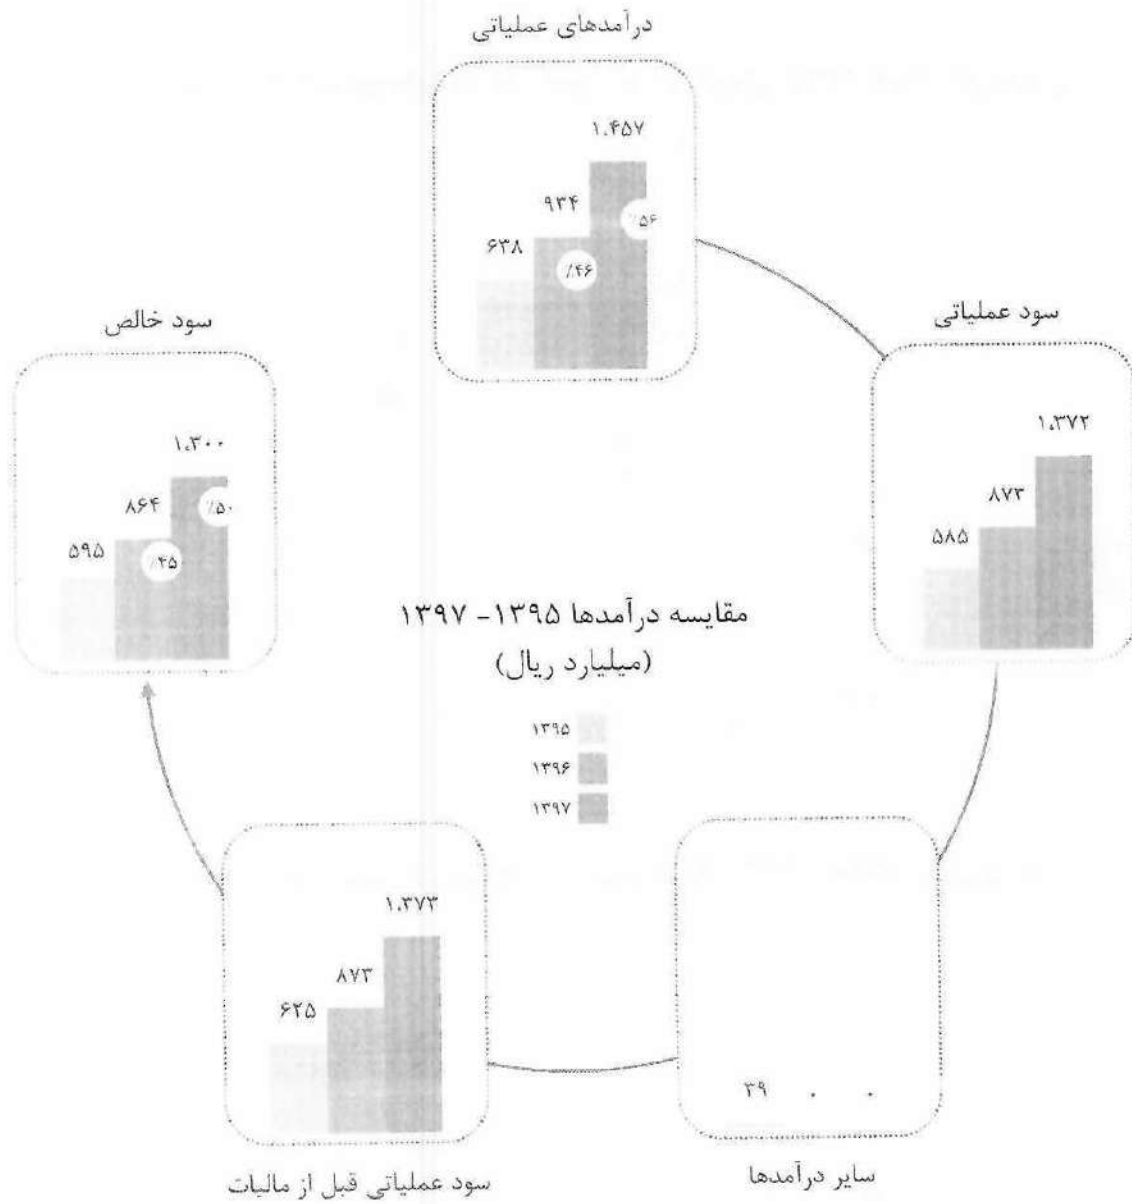 درآمدهای عملیاتی
۱.۴۵۷
۹۳۴
۶۳۸
٪۵۶
٪۴۶
سود عملیاتی
۱.۳۷۲
۸۷۳
۵۸۵
سود خالص
۱.۳۰۰
۸۶۴
۵۹۵
٪۵۰
٪۴۵
مقایسه درآمدها ۱۳۹۵- ۱۳۹۷
(میلیارد ریال)
۱۳۹۵
۱۳۹۶
۱۳۹۷
۱.۳۷۳
۸۷۳
۶۲۵
سود عملیاتی قبل از مالیات
۳۹ ۰ ۰
سایر درآمدها